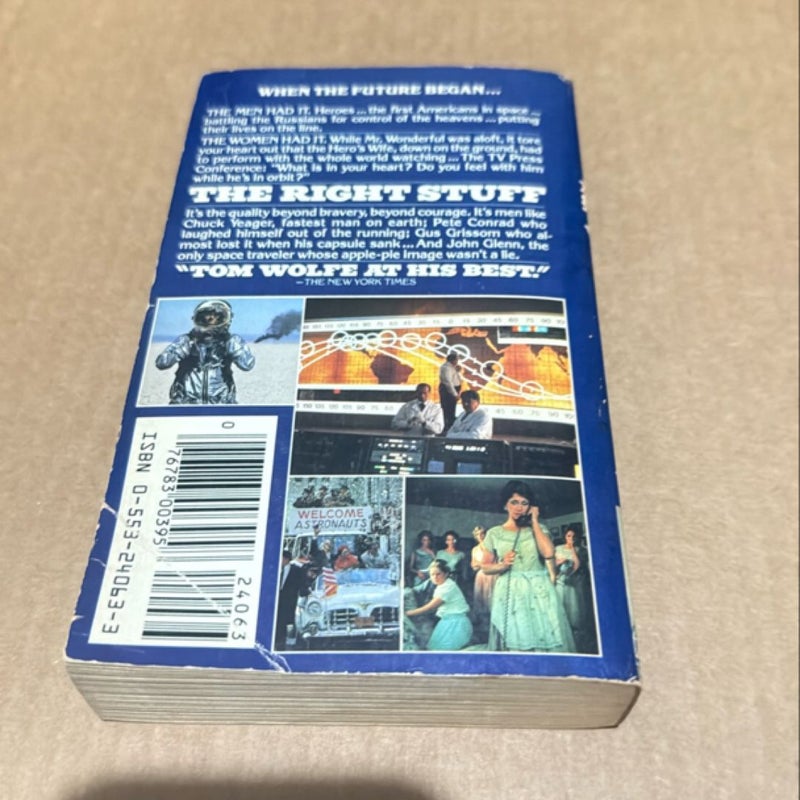 WHEN THE FUTURE BEGAN...
THE MEN HAD IT. Heroes... the first Americans in space...
battling the Russians for control of the heavens... putting
their lives on the line.
THE WOMEN HAD IT. While Mr. Wonderful was aloft, it tore
your heart out that the Hero's Wife, down on the ground, had
to perform with the whole world watching... The TV Press
Conference: "What is in your heart? Do you feel with him
while he's in orbit?"
THE RIGHT STUFF
It's the quality beyond bravery, beyond courage. It's men like
Chuck Yeager, fastest man on earth; Pete Conrad who
laughed himself out of the running; Gus Grissom who al-
most lost it when his capsule sank... And John Glenn, the
only space traveler whose apple-pie image wasn't a lie.
"TOM WOLFE AT HIS BEST."
—THE NEW YORK TIMES
WELCOME
ASTRONAUTS
ISBN 0-553-24063-3
0
76783 00395
24063